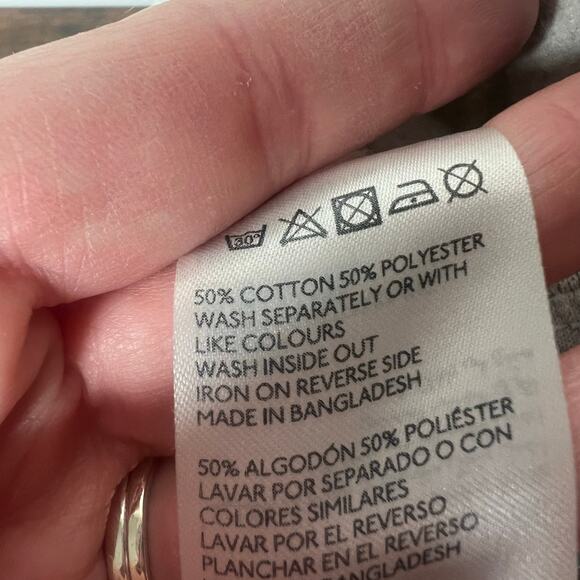 30°
50% COTTON 50% POLYESTER
WASH SEPARATELY OR WITH
LIKE COLOURS
WASH INSIDE OUT
IRON ON REVERSE SIDE
MADE IN BANGLADESH
50% ALGODÓN 50% POLIÉSTER
LAVAR POR SEPARADO O CON
COLORES SIMILARES
LAVAR POR EL REVERSO
PLANCHAR EN EL REVERSO
BANGLADESH